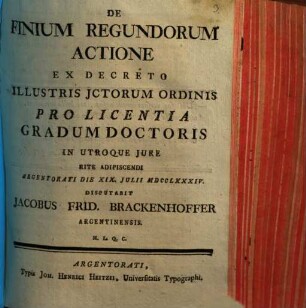 DE
FINIUM REGUNDORUM
ACTIONE
EX DECRETO
ILLUSTRIS JCTORUM ORDINIS
PRO LICENTIA
GRADUM DOCTORIS
IN UTROQUE JURE
RITE ADIPISCENDI
ARGENTORATI DIE XIX. JULII MDCCLXXXIV.
DISPUTABIT
JACOBUS FRID. BRACKENHOFFER
ARGENTINENSIS.
H. L. Q. C.
ARGENTORATI,
Typis JOH. HENRICI HEITZII, Universitatis Typographi.